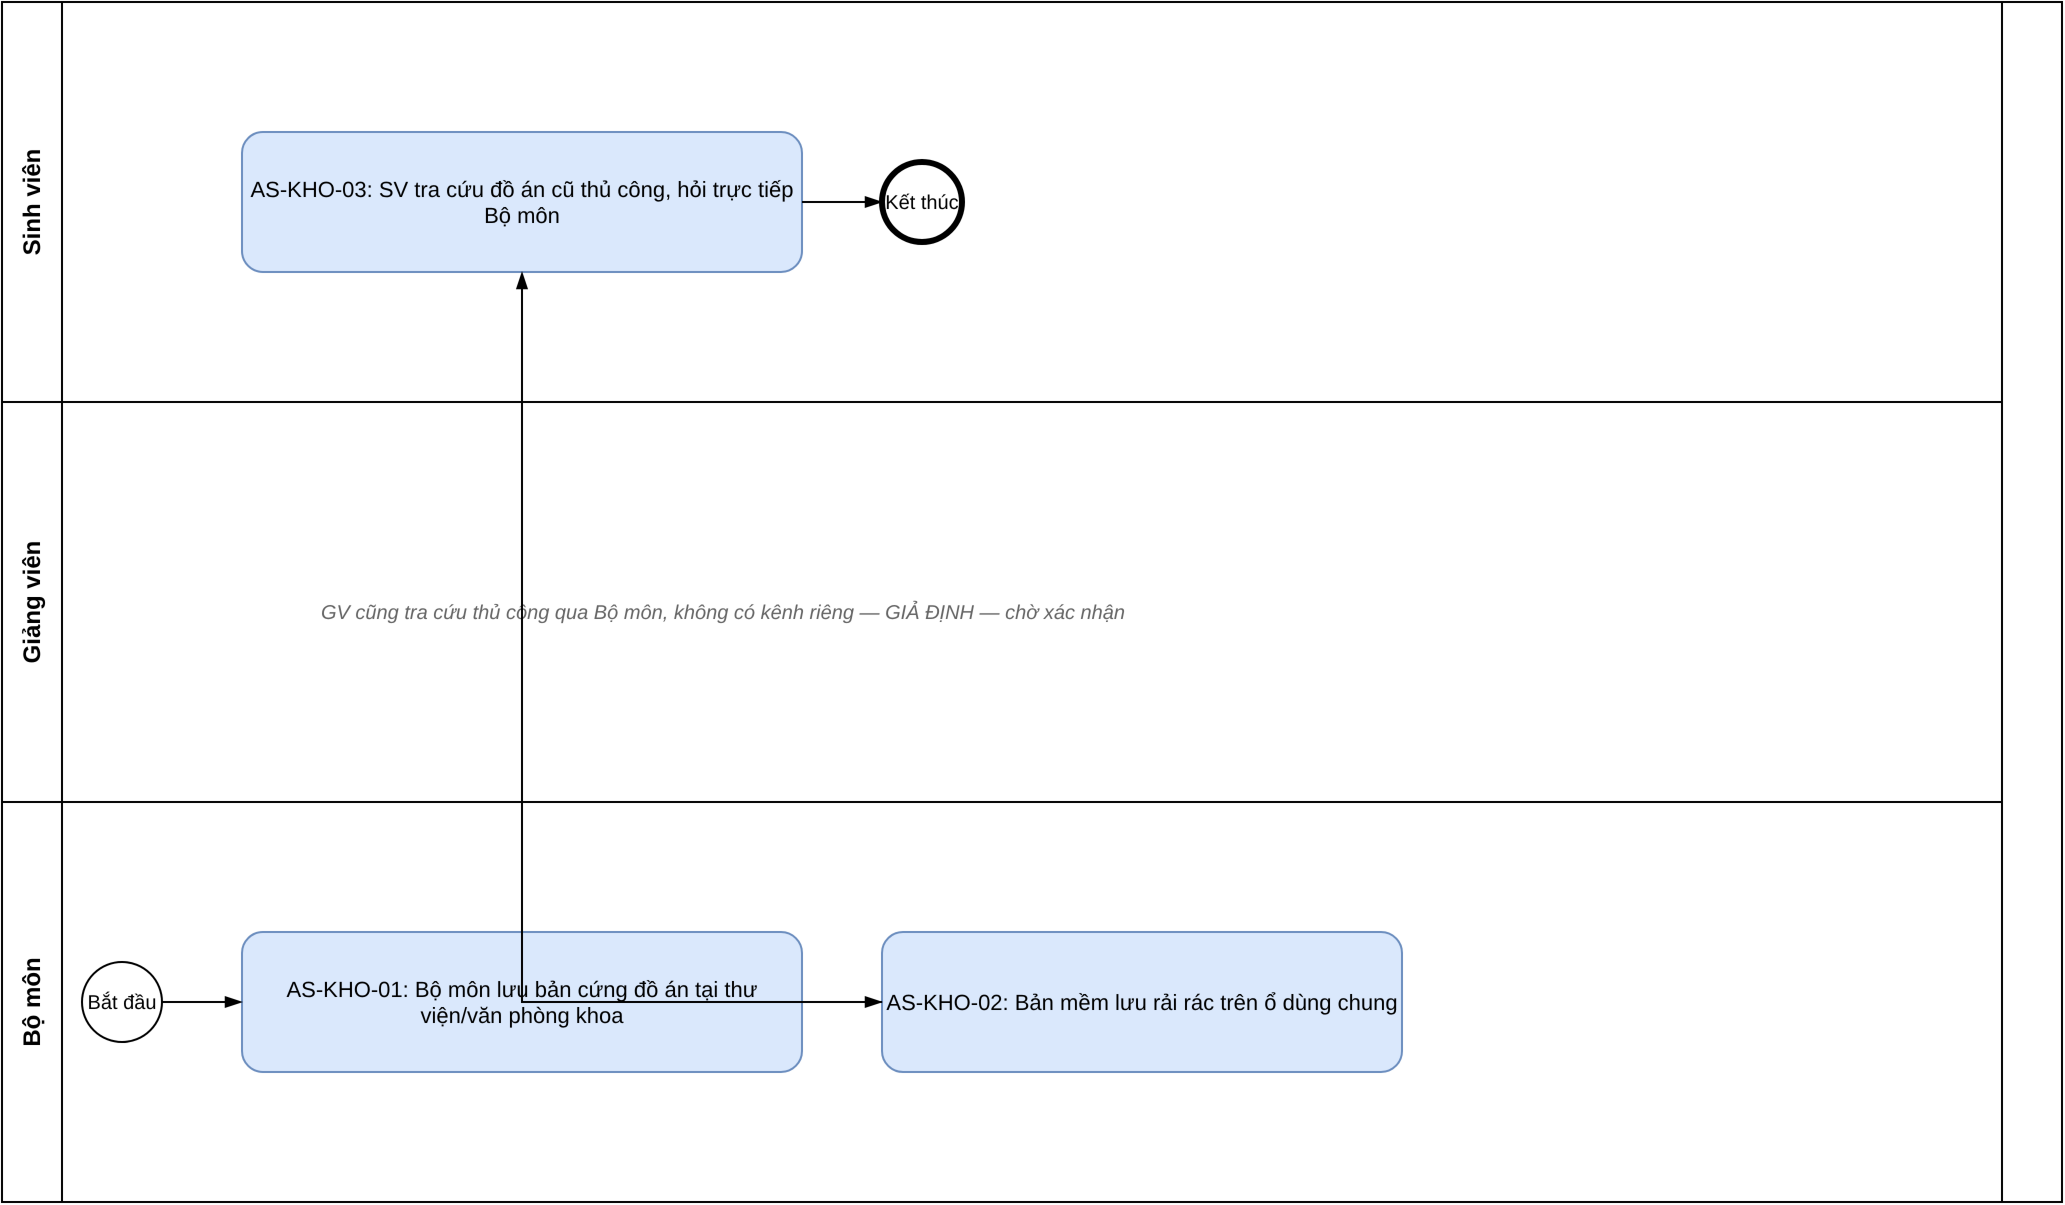 Sinh viên
AS-KHO-03: SV tra cứu đồ án cũ thủ công, hỏi trực tiếp
Bộ môn
Kết thúc
Giảng viên
GV cũng tra cứu thủ công qua Bộ môn, không có kênh riêng — GIẢ ĐỊNH — chờ xác nhận
Bộ môn
Bắt đầu
AS-KHO-01: Bộ môn lưu bản cứng đồ án tại thư
viện/văn phòng khoa
AS-KHO-02: Bản mềm lưu rải rác trên ổ dùng chung